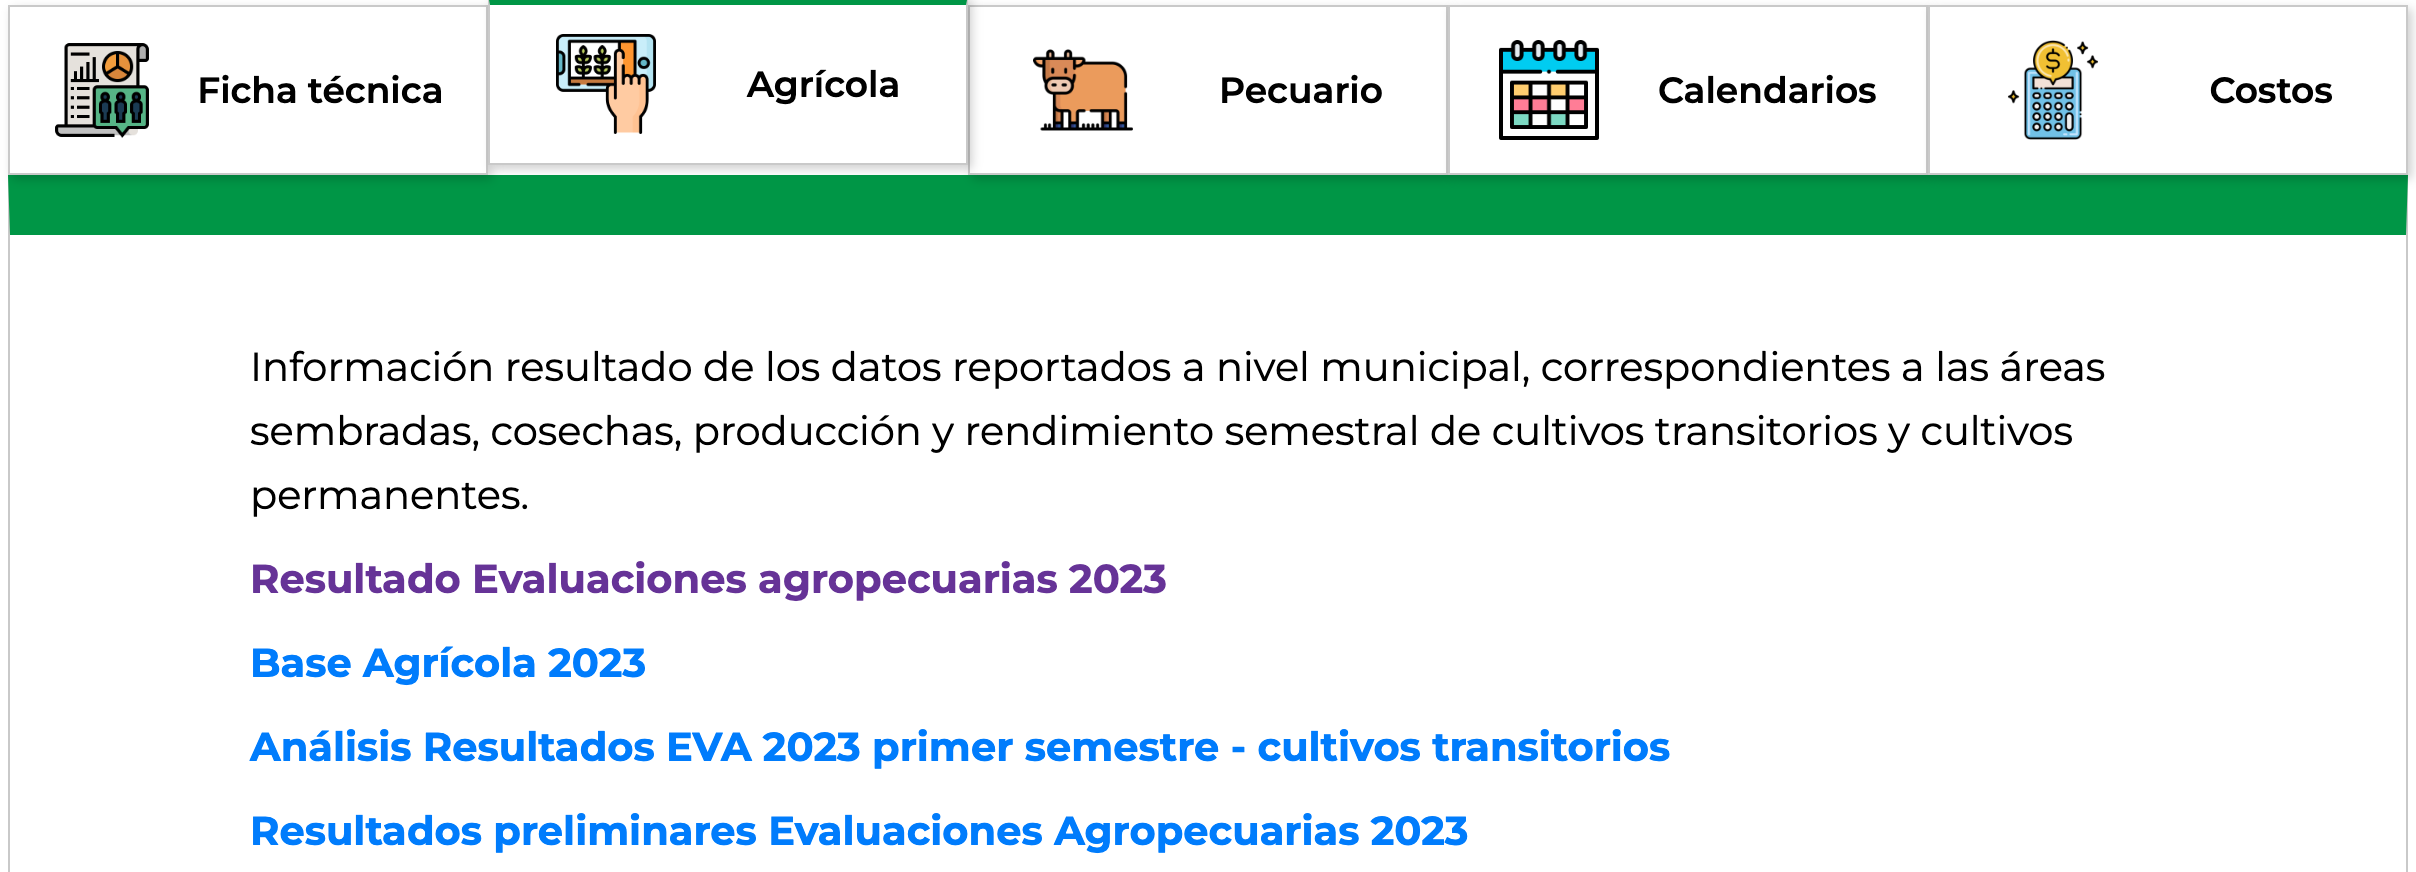 Ficha técnica
Agrícola
Pecuario
Calendarios
Costos
Información resultado de los datos reportados a nivel municipal, correspondientes a las áreas
sembradas, cosechas, producción y rendimiento semestral de cultivos transitorios y cultivos
permanentes.
Resultado Evaluaciones agropecuarias 2023
Base Agrícola 2023
Análisis Resultados EVA 2023 primer semestre - cultivos transitorios
Resultados preliminares Evaluaciones Agropecuarias 2023